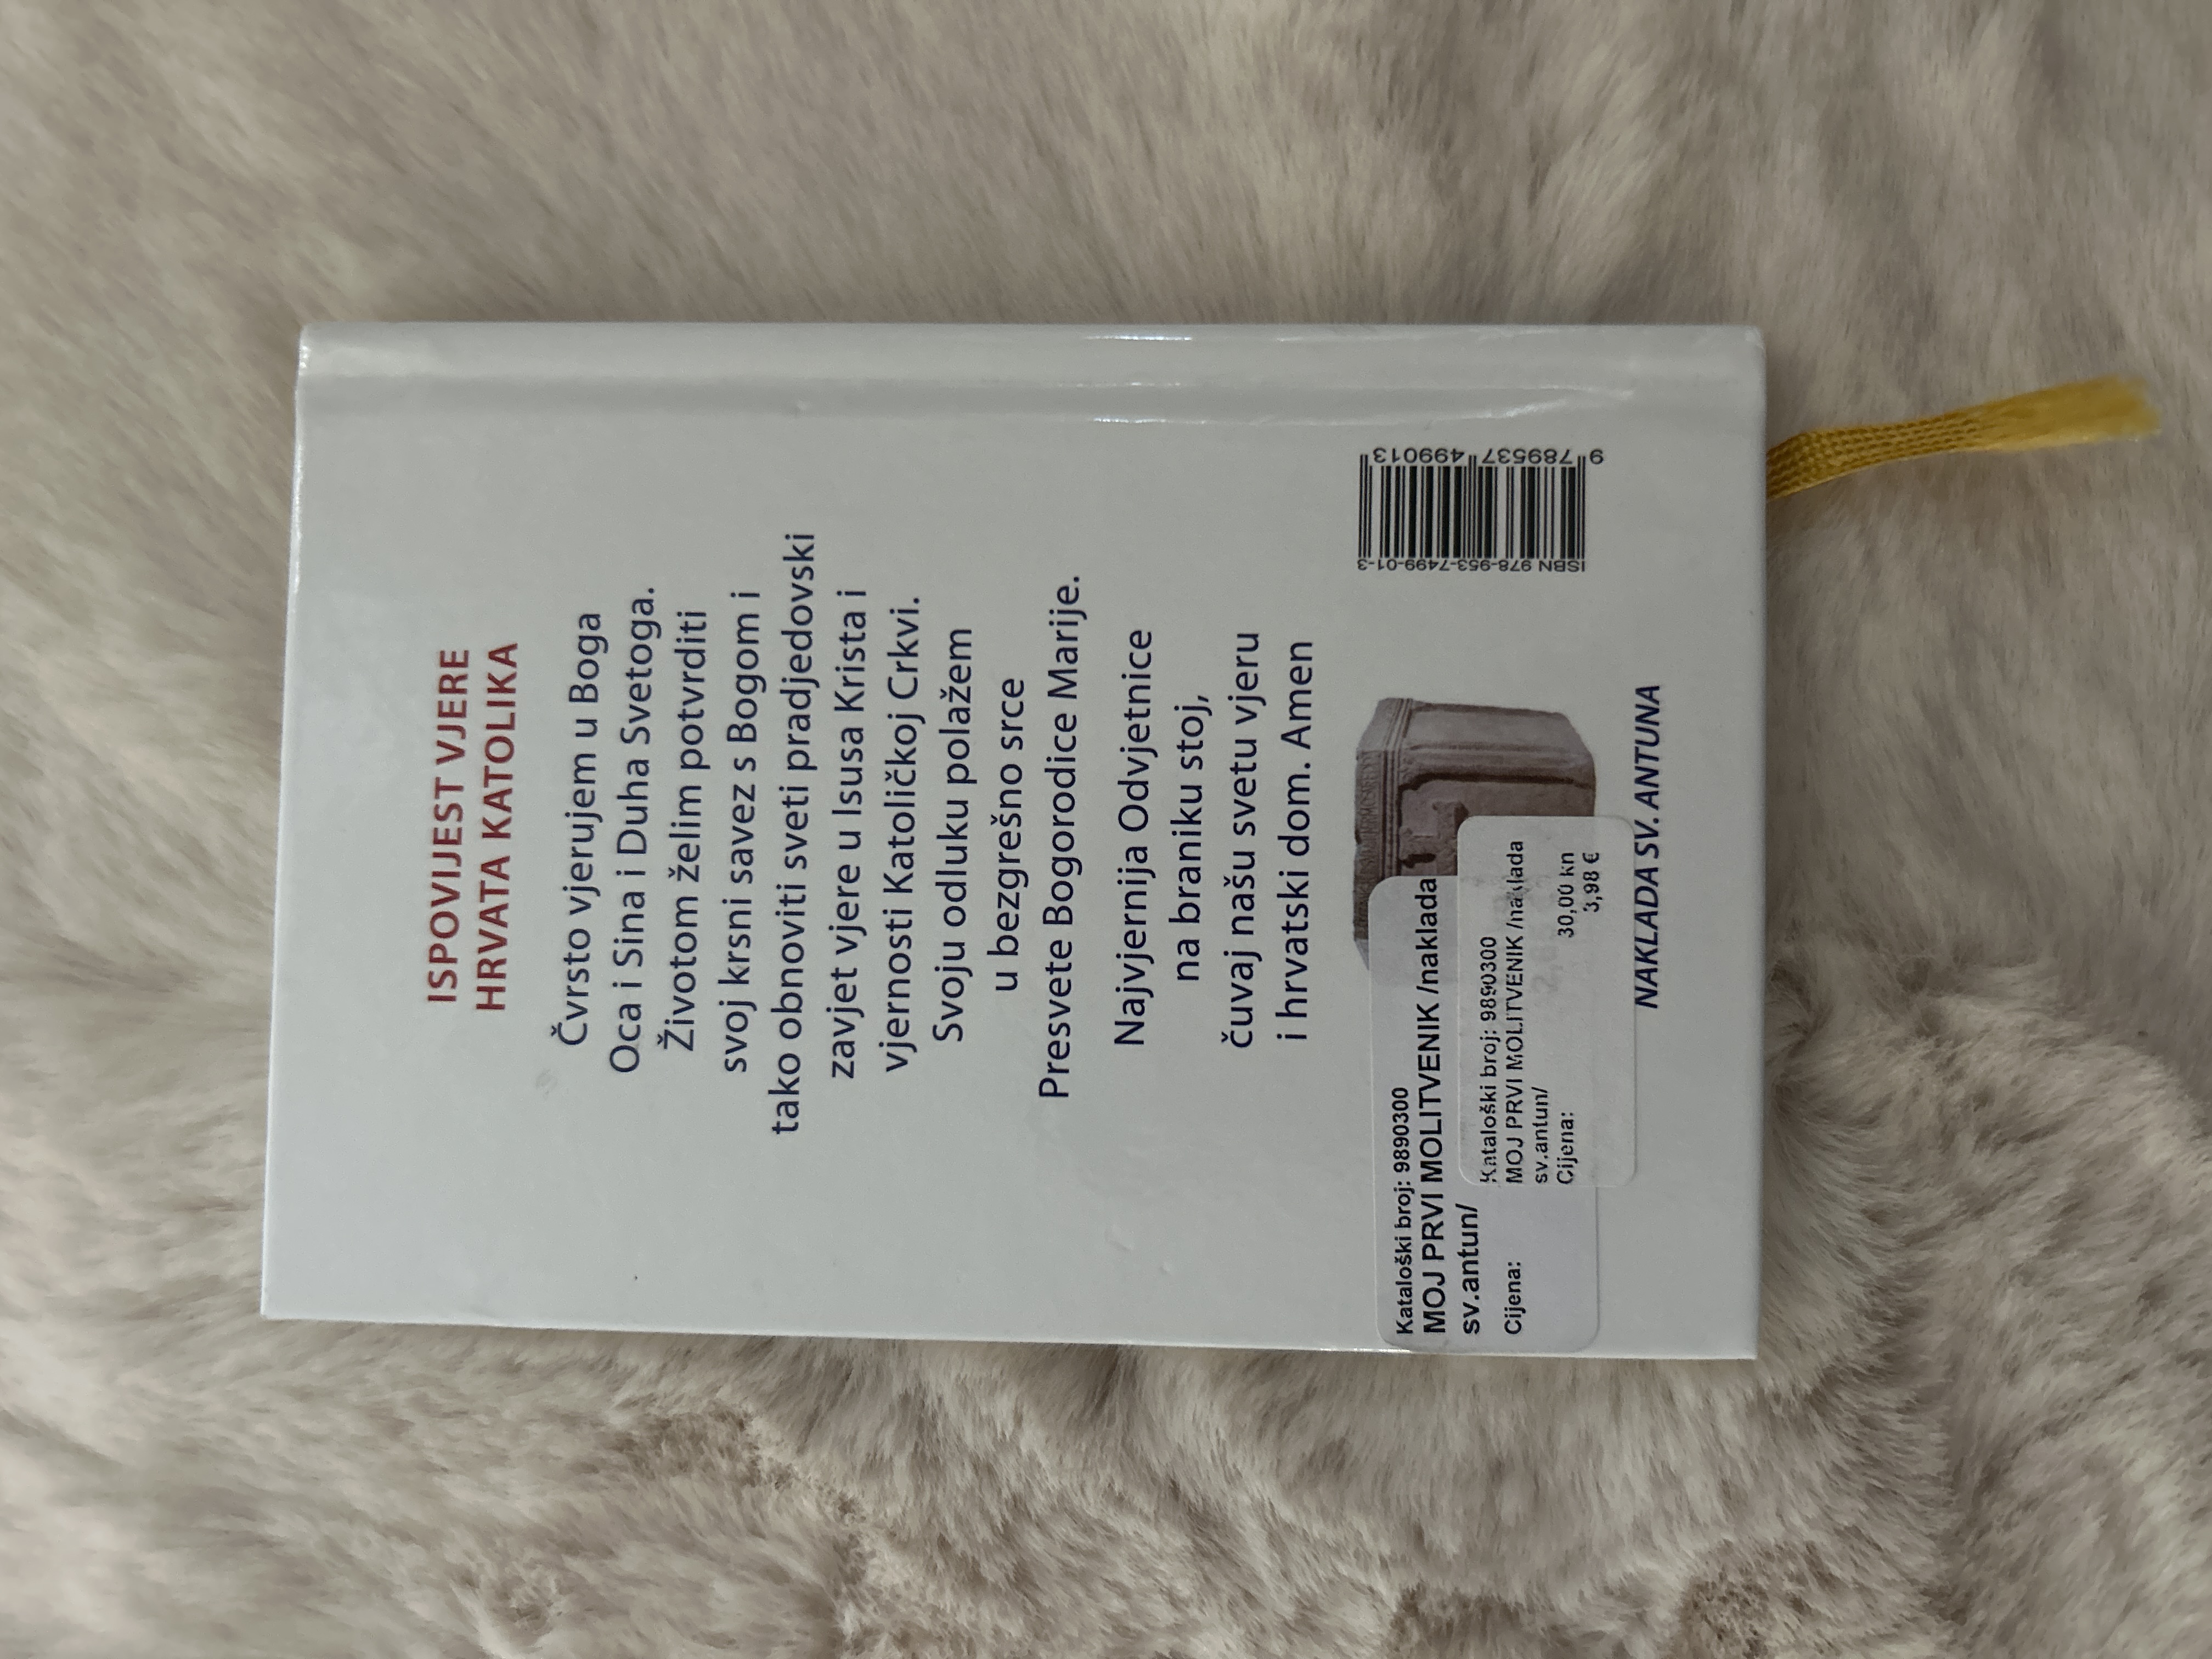 ISPOVIJEST VJERE
HRVATA KATOLIKA
Čvrsto vjerujem u Boga
Oca i Sina i Duha Svetoga.
Životom želim potvrditi
svoj krsni savez s Bogom i
tako obnoviti sveti pradjedovski
zavjet vjere u Isusa Krista i
vjernosti Katoličkoj Crkvi.
Svoju odluku polažem
u bezgrešno srce
Presvete Bogorodice Marije.
Najvjernija Odvjetnice
na braniku stoj,
čuvaj našu svetu vjeru
i hrvatski dom. Amen
Kataloški broj: 9890300
MOJ PRVI MOLITVENIK /naklada
sv.antun/
Cijena:
Kataloški broj: 9890300
MOJ PRVI MOLITVENIK /naklada
sv.antun/
Cijena:
30,00 kn
3,98 €
ISBN 978-953-7499-01-3
9 789537 499013
NAKLADA SV. ANTUNA